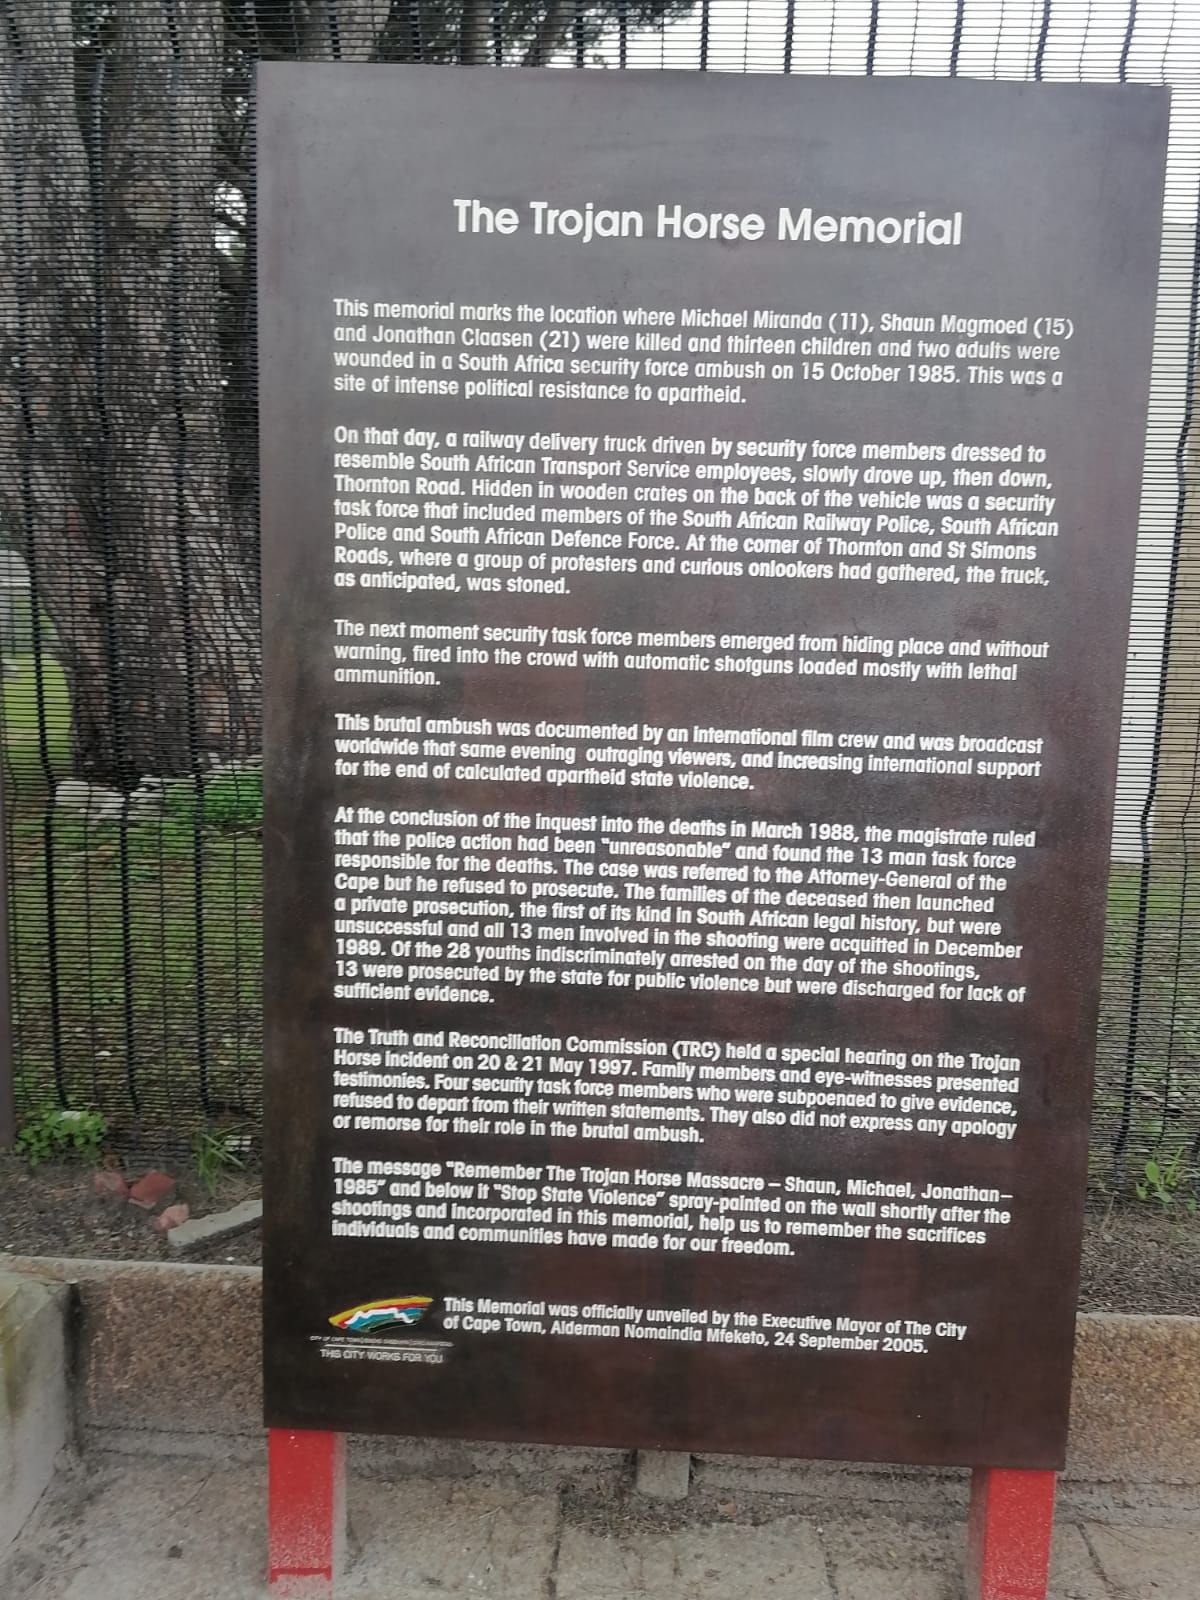 The Trojan Horse Memorial
This memorial marks the location where Michael Miranda (11), Shaun Magmoed (15)
and Jonathan Claasen (21) were killed and thirteen children and two adults were
wounded in a South Africa security force ambush on 15 October 1985. This was a
site of intense political resistance to apartheid.
On that day, a railway delivery truck driven by security force members dressed to
resemble South African Transport Service employees, slowly drove up, then down,
Thornton Road. Hidden in wooden crates on the back of the vehicle was a security
task force that included members of the South African Railway Police, South African
Police and South African Defence Force. At the corner of Thornton and St Simons
Roads, where a group of protesters and curious onlookers had gathered, the truck,
as anticipated, was stoned.
The next moment security task force members emerged from hiding place and without
warning, fired into the crowd with automatic shotguns loaded mostly with lethal
ammunition.
This brutal ambush was documented by an international film crew and was broadcast
worldwide that same evening outraging viewers, and increasing international support
for the end of calculated apartheid state violence.
At the conclusion of the inquest into the deaths in March 1988, the magistrate ruled
that the police action had been "unreasonable" and found the 13 man task force
responsible for the deaths. The case was referred to the Attorney-General of the
Cape but he refused to prosecute. The families of the deceased then launched
a private prosecution, the first of its kind in South African legal history, but were
unsuccessful and all 13 men involved in the shooting were acquitted in December
1989. Of the 28 youths indiscriminately arrested on the day of the shootings,
13 were prosecuted by the state for public violence but were discharged for lack of
sufficient evidence.
The Truth and Reconciliation Commission (TRC) held a special hearing on the Trojan
Horse incident on 20 & 21 May 1997. Family members and eye-witnesses presented
testimonies. Four security task force members who were subpoenaed to give evidence,
refused to depart from their written statements. They also did not express any apology
or remorse for their role in the brutal ambush.
The message "Remember The Trojan Horse Massacre – Shaun, Michael, Jonathan–
1985" and below it "Stop State Violence" spray-painted on the wall shortly after the
shootings and incorporated in this memorial, help us to remember the sacrifices
individuals and communities have made for our freedom.
This Memorial was officially unveiled by the Executive Mayor of The City
of Cape Town, Alderman Nomaindia Mfeketo, 24 September 2005.
CITY OF CAPE TOWN
THIS CITY WORKS FOR YOU